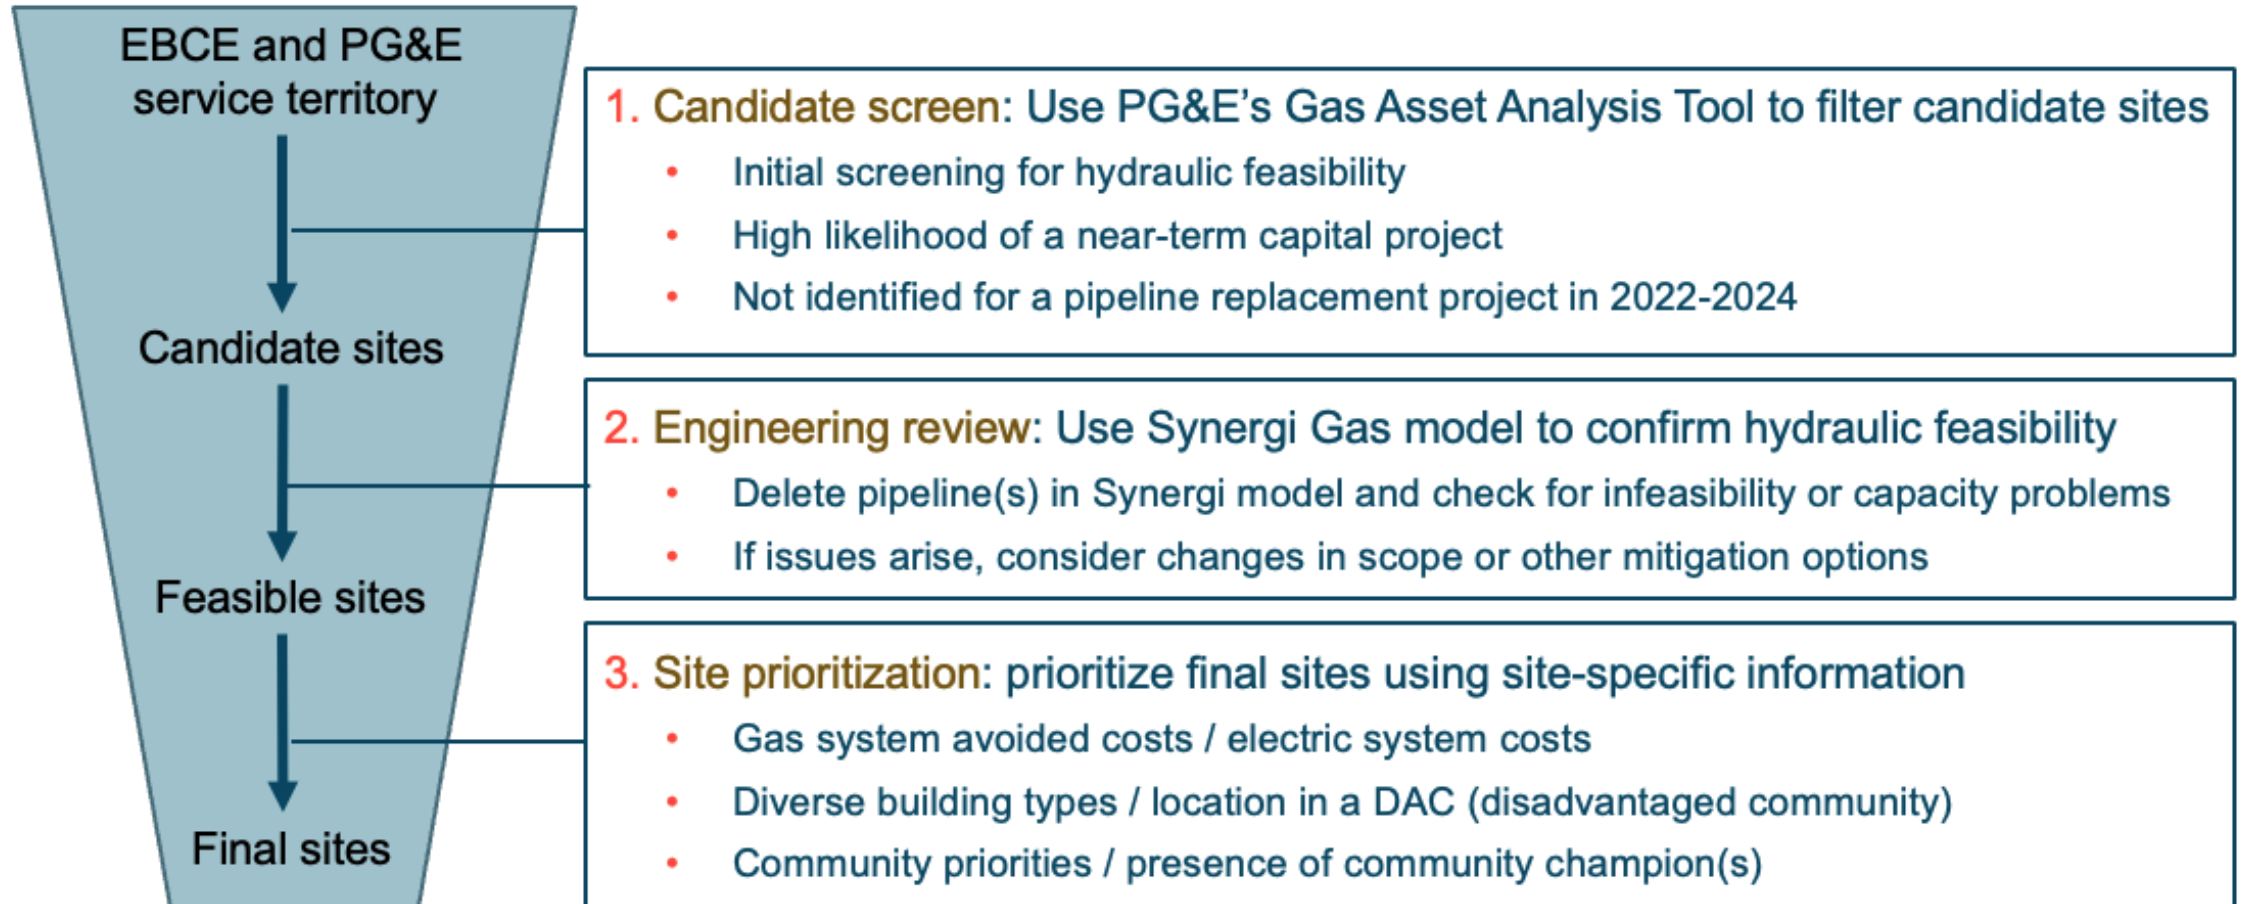 EBCE and PG&E
service territory
1. Candidate screen: Use PG&E’s Gas Asset Analysis Tool to filter candidate sites
• Initial screening for hydraulic feasibility
• High likelihood of a near-term capital project
• Not identified for a pipeline replacement project in 2022-2024
Candidate sites
2. Engineering review: Use Synergi Gas model to confirm hydraulic feasibility
• Delete pipeline(s) in Synergi model and check for infeasibility or capacity problems
• If issues arise, consider changes in scope or other mitigation options
Feasible sites
3. Site prioritization: prioritize final sites using site-specific information
• Gas system avoided costs / electric system costs
• Diverse building types / location in a DAC (disadvantaged community)
• Community priorities / presence of community champion(s)
Final sites